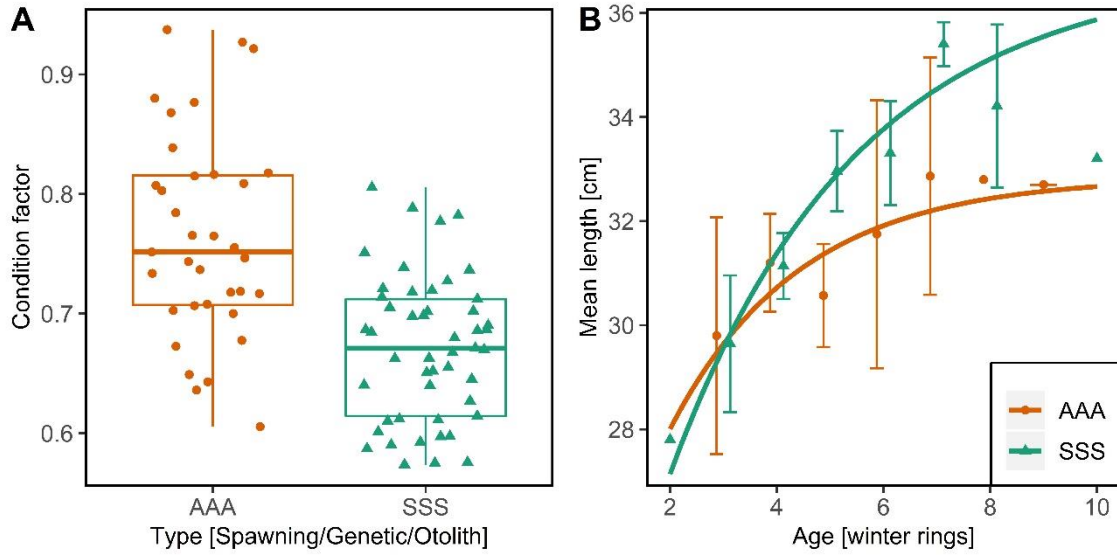 A
Condition factor
0.9
0.8
0.7
0.6
AAA
SSS
Type [Spawning/Genetic/Otolith]
B
Mean length [cm]
36
34
32
30
28
2
4
6
8
10
Age [winter rings]
AAA
SSS